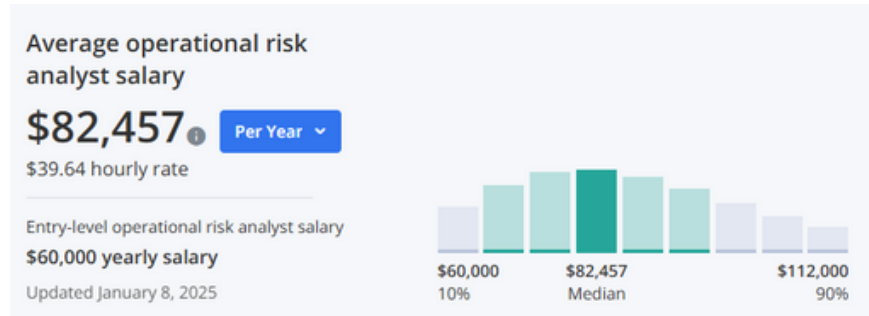 Average operational risk
analyst salary
$82,457
Per Year
$39.64 hourly rate
Entry-level operational risk analyst salary
$60,000 yearly salary
Updated January 8, 2025
$60,000 $82,457 $112,000
10% Median 90%